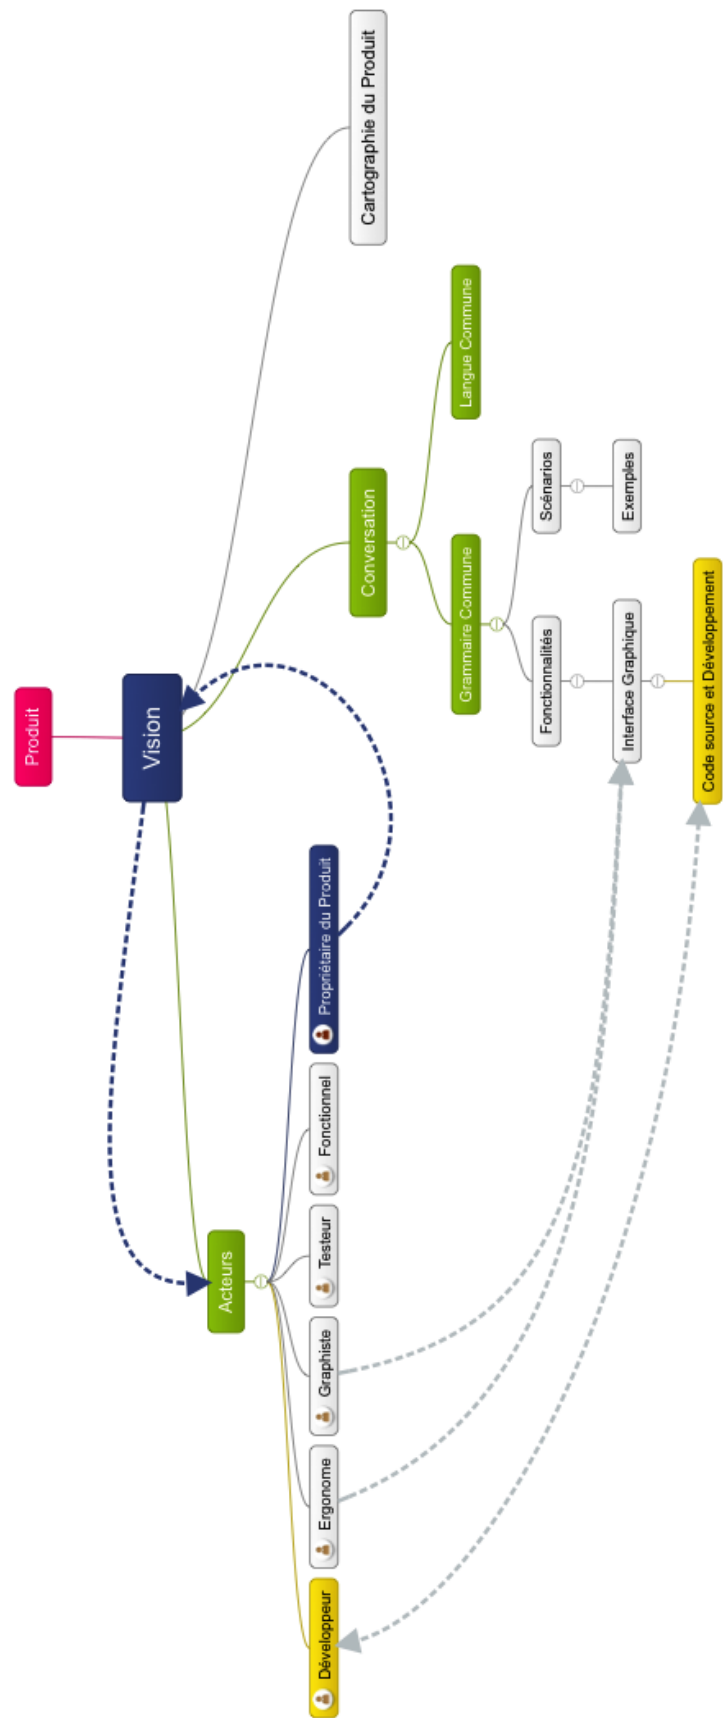 Produit
Vision
Acteurs
Développeur
Ergonome
Graphiste
Testeur
Fonctionnel
Propriétaire du Produit
Conversation
Grammaire Commune
Fonctionnalités
Interface Graphique
Code source et Développement
Scénarios
Exemples
Langue Commune
Cartographie du Produit